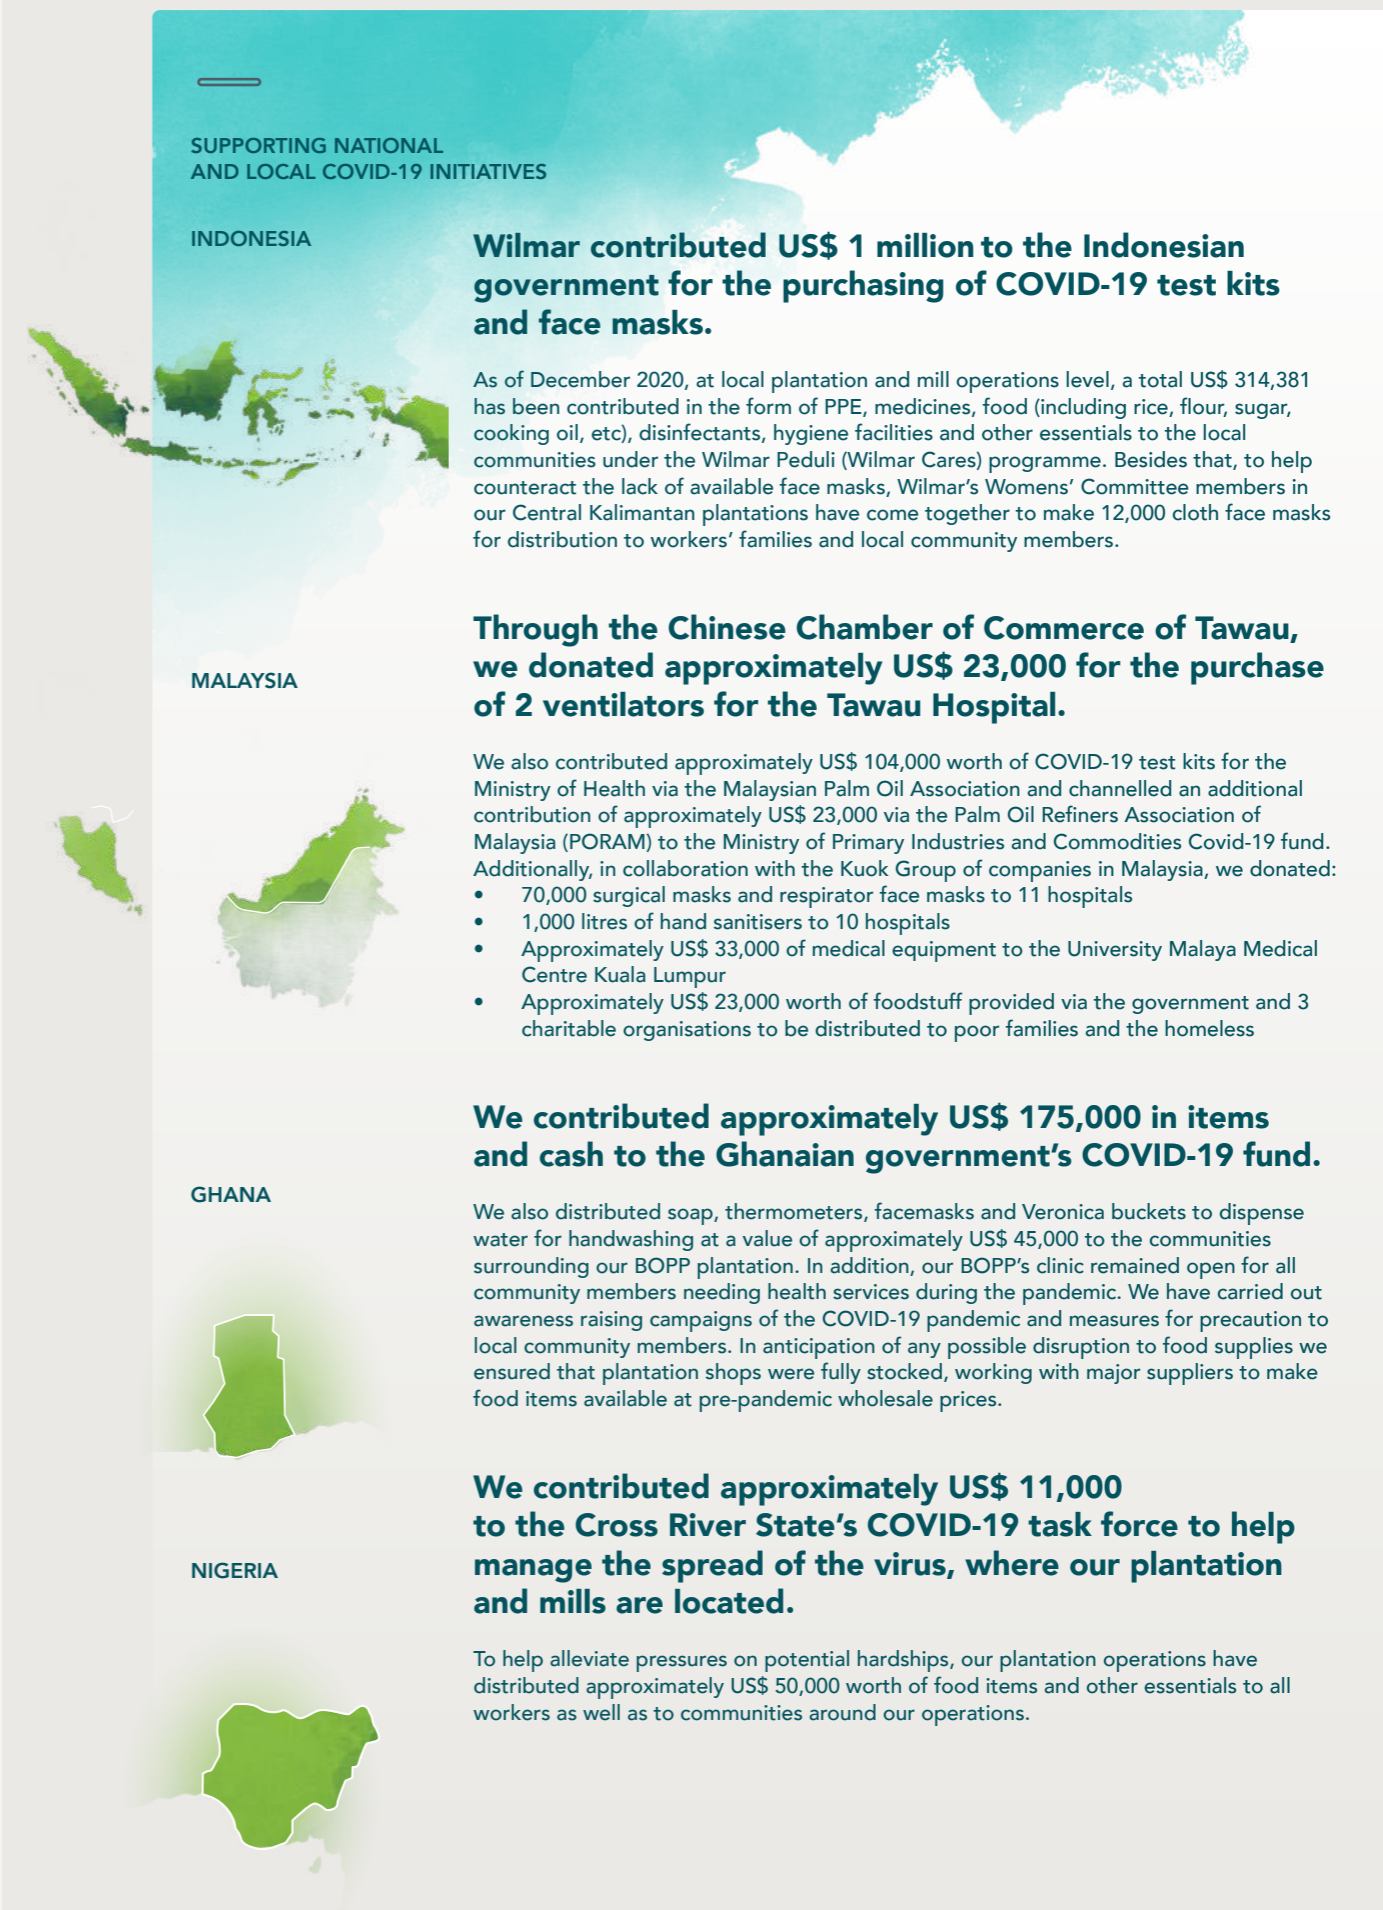 SUPPORTING NATIONAL
AND LOCAL COVID-19 INITIATIVES
INDONESIA
Wilmar contributed US$ 1 million to the Indonesian
government for the purchasing of COVID-19 test kits
and face masks.
As of December 2020, at local plantation and mill operations level, a total US$ 314,381
has been contributed in the form of PPE, medicines, food (including rice, flour, sugar,
cooking oil, etc), disinfectants, hygiene facilities and other essentials to the local
communities under the Wilmar Peduli (Wilmar Cares) programme. Besides that, to help
counteract the lack of available face masks, Wilmar's Womens' Committee members in
our Central Kalimantan plantations have come together to make 12,000 cloth face masks
for distribution to workers' families and local community members.
MALAYSIA
Through the Chinese Chamber of Commerce of Tawau,
we donated approximately US$ 23,000 for the purchase
of 2 ventilators for the Tawau Hospital.
We also contributed approximately US$ 104,000 worth of COVID-19 test kits for the
Ministry of Health via the Malaysian Palm Oil Association and channelled an additional
contribution of approximately US$ 23,000 via the Palm Oil Refiners Association of
Malaysia (PORAM) to the Ministry of Primary Industries and Commodities Covid-19 fund.
Additionally, in collaboration with the Kuok Group of companies in Malaysia, we donated:
• 70,000 surgical masks and respirator face masks to 11 hospitals
• 1,000 litres of hand sanitisers to 10 hospitals
• Approximately US$ 33,000 of medical equipment to the University Malaya Medical
Centre Kuala Lumpur
• Approximately US$ 23,000 worth of foodstuff provided via the government and 3
charitable organisations to be distributed to poor families and the homeless
GHANA
We contributed approximately US$ 175,000 in items
and cash to the Ghanaian government's COVID-19 fund.
We also distributed soap, thermometers, facemasks and Veronica buckets to dispense
water for handwashing at a value of approximately US$ 45,000 to the communities
surrounding our BOPP plantation. In addition, our BOPP's clinic remained open for all
community members needing health services during the pandemic. We have carried out
awareness raising campaigns of the COVID-19 pandemic and measures for precaution to
local community members. In anticipation of any possible disruption to food supplies we
ensured that plantation shops were fully stocked, working with major suppliers to make
food items available at pre-pandemic wholesale prices.
NIGERIA
We contributed approximately US$ 11,000
to the Cross River State's COVID-19 task force to help
manage the spread of the virus, where our plantation
and mills are located.
To help alleviate pressures on potential hardships, our plantation operations have
distributed approximately US$ 50,000 worth of food items and other essentials to all
workers as well as to communities around our operations.